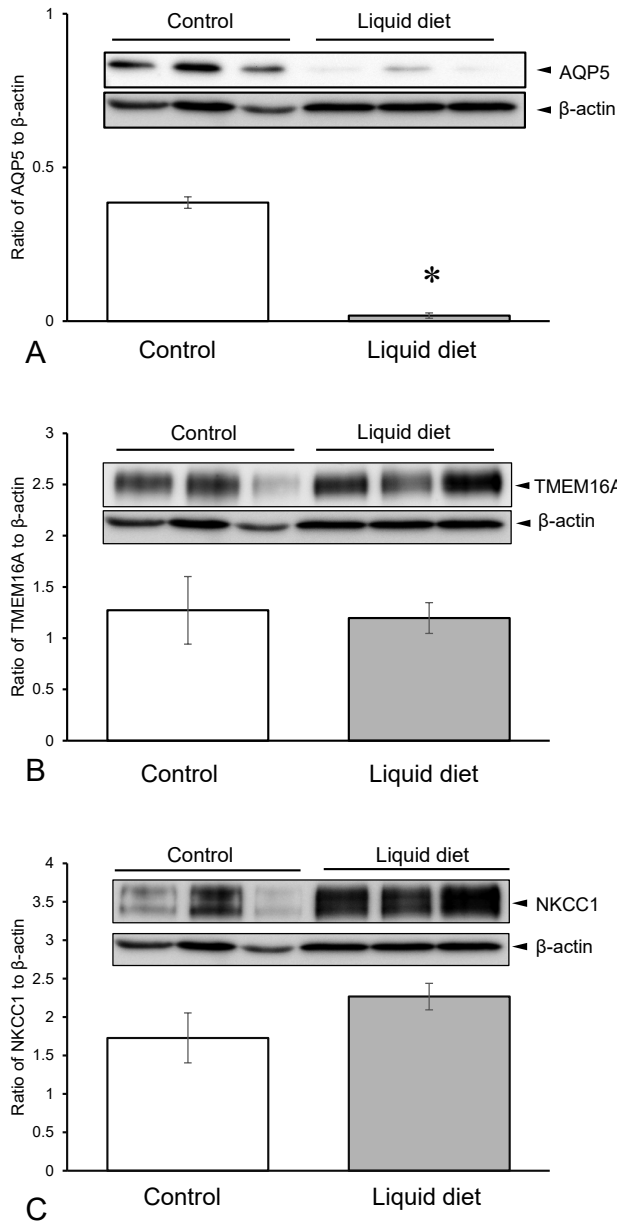 1
Control
Liquid diet
AQP5
β-actin
0.5
Ratio of AQP5 to β-actin
*
0
A
Control
Liquid diet
3
Control
Liquid diet
2.5
TMEM16A
β-actin
2
Ratio of TMEM16A to β-actin
1.5
1
0.5
0
B
Control
Liquid diet
4
Control
Liquid diet
3.5
NKCC1
3
β-actin
2.5
Ratio of NKCC1 to β-actin
2
1.5
1
0.5
0
C
Control
Liquid diet